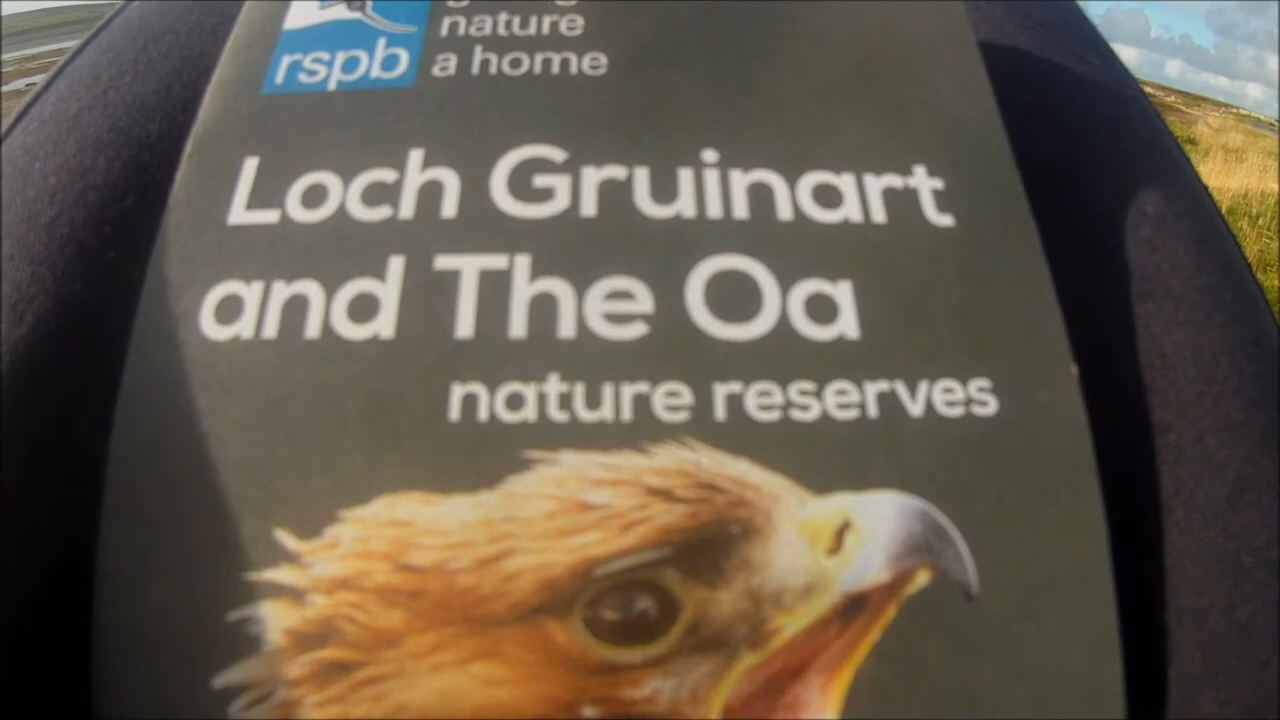 nature
rspb a home
Loch Gruinart
and The Oa
nature reserves